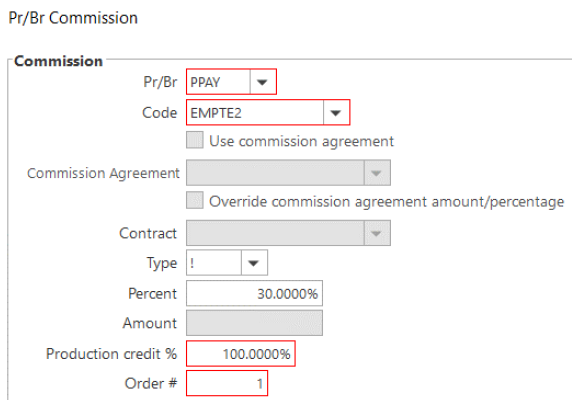 Pr/Br Commission
Commission
Pr/Br PPAY
Code EMPTE2
Use commission agreement
Commission Agreement
Override commission agreement amount/percentage
Contract
Type !
Percent 30.0000%
Amount
Production credit % 100.0000%
Order # 1